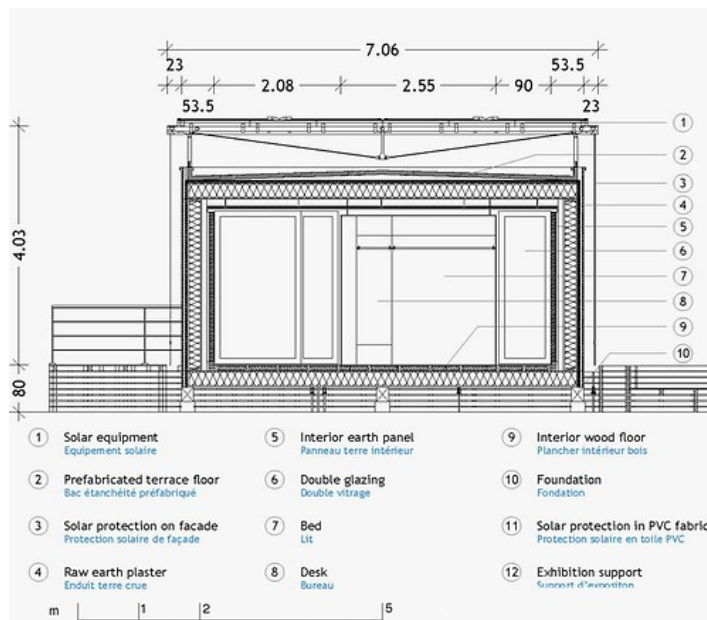 7.06
23
53.5
2.08
2.55
90
53.5
23
4.03
80
1
2
3
4
5
6
7
8
9
10
1 Solar equipment
Equipement solaire
2 Prefabricated terrace floor
Bac étanchéité préfabriqué
3 Solar protection on facade
Protection solaire de façade
4 Raw earth plaster
Enduit terre crue
5 Interior earth panel
Panneau terre intérieur
6 Double glazing
Double vitrage
7 Bed
Lit
8 Desk
Bureau
9 Interior wood floor
Plancher intérieur bois
10 Foundation
Fondation
11 Solar protection in PVC fabric
Protection solaire en toile PVC
12 Exhibition support
Support d'expositon
m 1 2 5